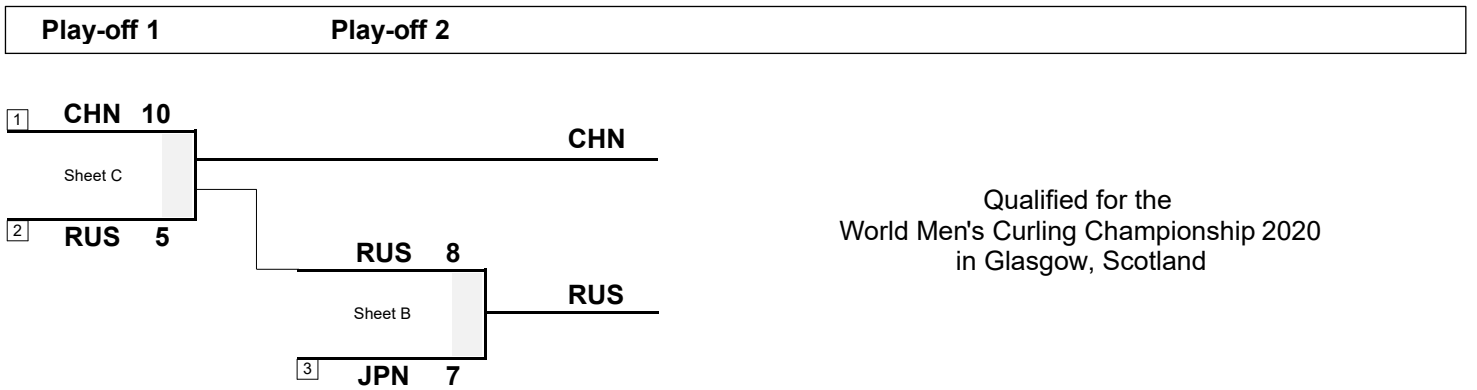 Play-off 1 Play-off 2
1 CHN 10
CHN
Sheet C
2 RUS 5
RUS 8
RUS
Sheet B
3 JPN 7
Qualified for the
World Men's Curling Championship 2020
in Glasgow, Scotland